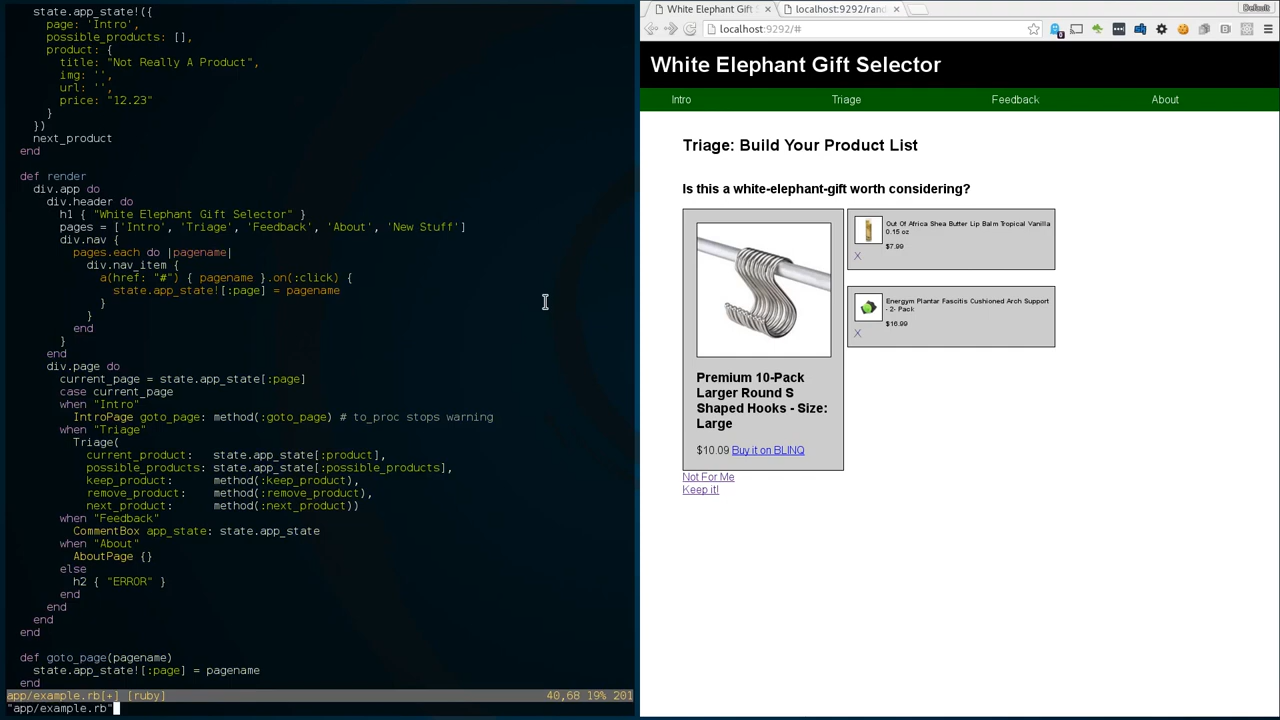 state.app_state!({
page: 'Intro',
possible_products: [],
product: {
title: "Not Really A Product",
img: '',
url: '',
price: "12.23"
}
})
next_product
end
def render
div.app do
div.header do
h1 { "White Elephant Gift Selector" }
pages = ['Intro', 'Triage', 'Feedback', 'About', 'New Stuff']
div.nav {
pages.each do |pagename|
div.nav_item {
a(href: "#") { pagename }.on(:click) {
state.app_state![:page] = pagename
}
}
end
}
end
div.page do
current_page = state.app_state[:page]
case current_page
when "Intro"
IntroPage goto_page: method(:goto_page) # to_proc stops warning
when "Triage"
Triage(
current_product: state.app_state[:product],
possible_products: state.app_state[:possible_products],
keep_product: method(:keep_product),
remove_product: method(:remove_product),
next_product: method(:next_product))
when "Feedback"
CommentBox app_state: state.app_state
when "About"
AboutPage {}
else
h2 { "ERROR" }
end
end
end
end
def goto_page(pagename)
state.app_state![:page] = pagename
end
app/example.rb[+] [ruby] 40,68 19% 201
"app/example.rb"
White Elephant Gift S
localhost:9292/rand
Default
localhost:9292/#
White Elephant Gift Selector
Intro Triage Feedback About
Triage: Build Your Product List
Is this a white-elephant-gift worth considering?
Premium 10-Pack
Larger Round S
Shaped Hooks - Size:
Large
$10.09 Buy it on BLINQ
Not For Me
Keep it!
Out Of Africa Shea Butter Lip Balm Tropical Vanilla
0.15 oz
$7.99
X
Energym Plantar Fascitis Cushioned Arch Support
- 2- Pack
$16.99
X